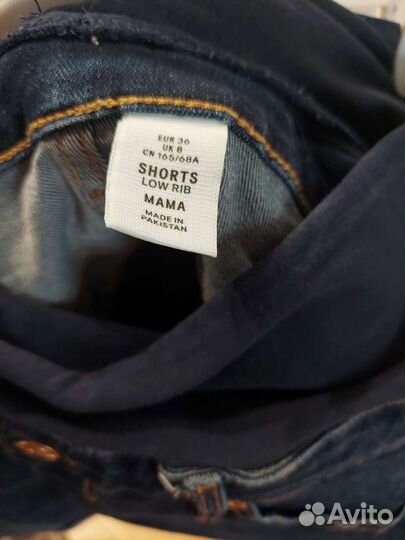 EUR 36
UK 8
CN 165/68A
SHORTS
LOW RIB
MAMA
MADE IN
PAKISTAN
Avito